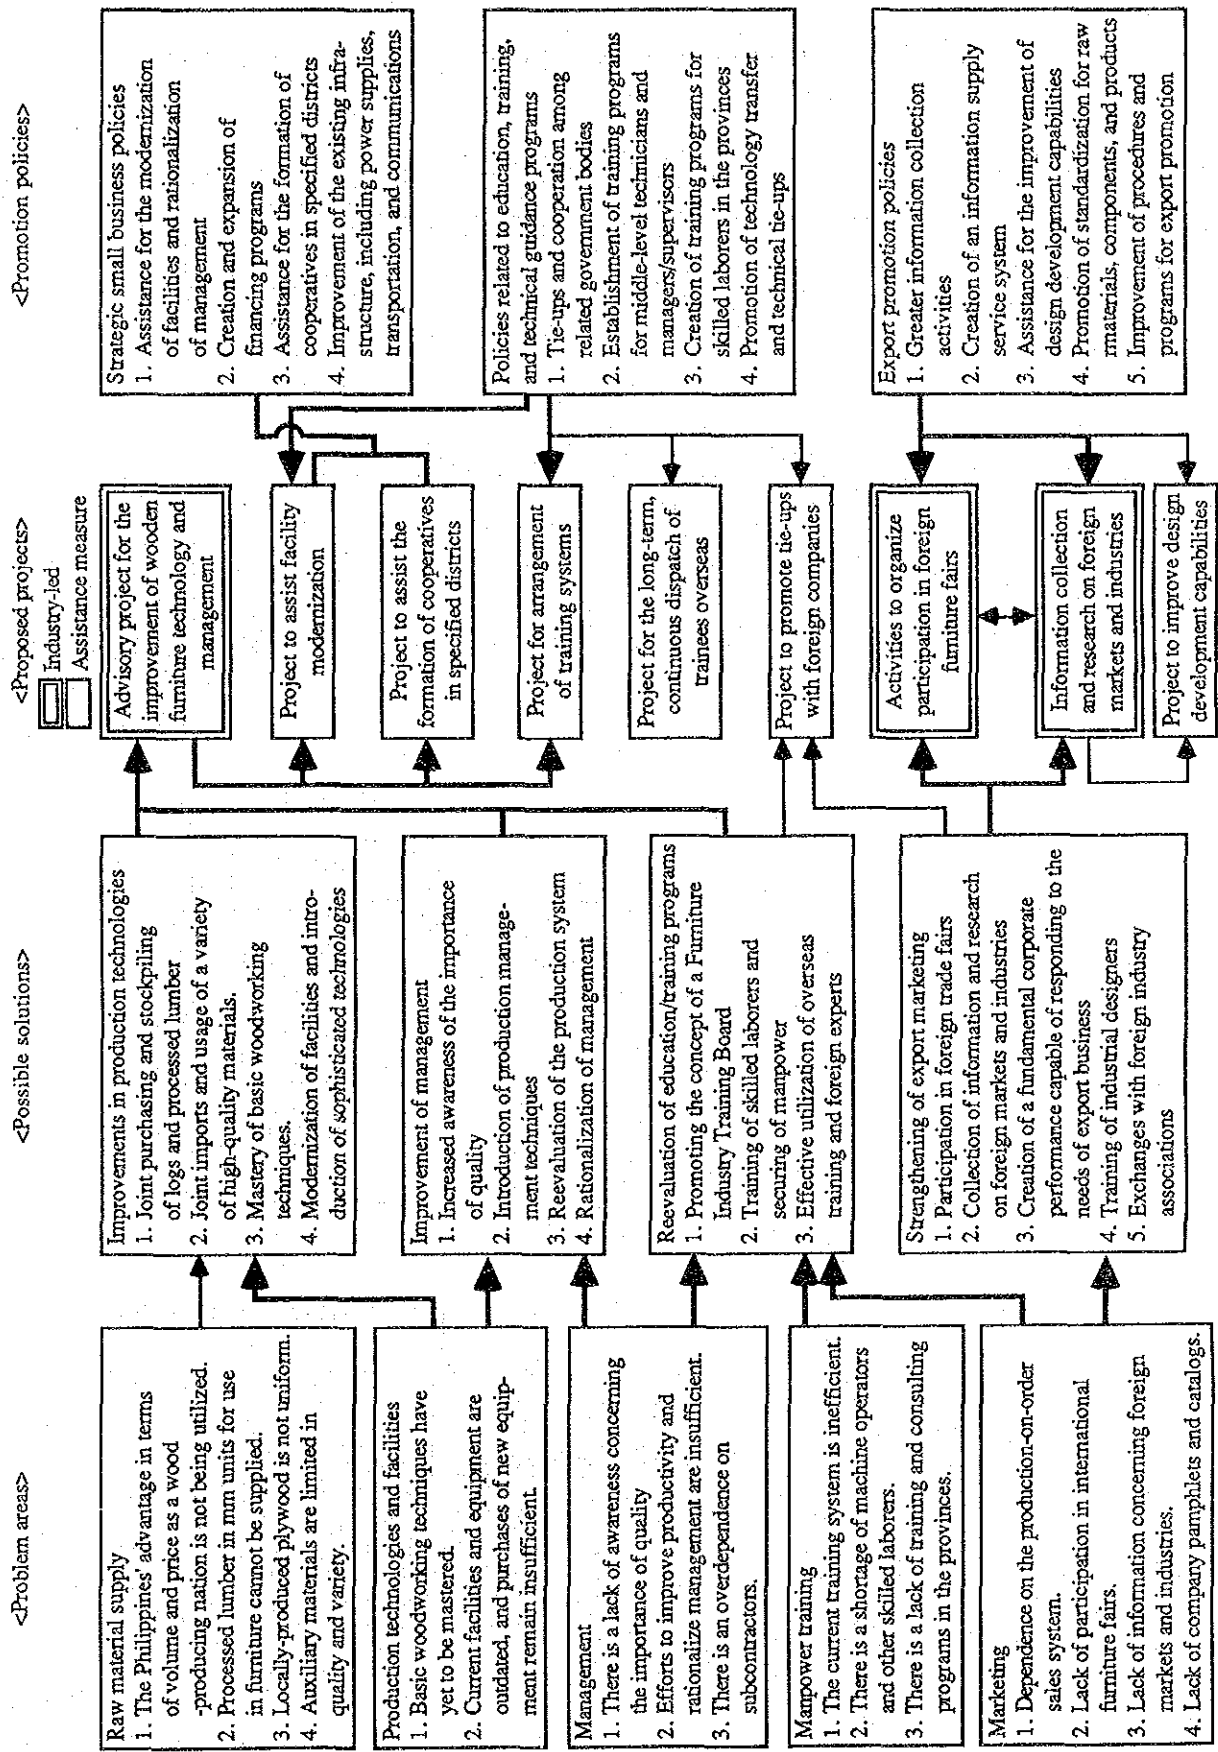 <Problem areas>
Raw material supply
1. The Philippines' advantage in terms
of volume and price as a wood
-producing nation is not being utilized.
2. Processed lumber in mm units for use
in furniture cannot be supplied.
3. Locally-produced plywood is not uniform.
4. Auxiliary materials are limited in
quality and variety.
Production technologies and facilities
1. Basic woodworking techniques have
yet to be mastered.
2. Current facilities and equipment are
outdated, and purchases of new equip-
ment remain insufficient.
Management
1. There is a lack of awareness concerning
the importance of quality
2. Efforts to improve productivity and
rationalize management are insufficient.
3. There is an overdependence on
subcontractors.
Manpower training
1. The current training system is inefficient.
2. There is a shortage of machine operators
and other skilled laborers.
3. There is a lack of training and consulting
programs in the provinces.
Marketing
1. Dependence on the production-on-order
sales system.
2. Lack of participation in international
furniture fairs.
3. Lack of information concerning foreign
markets and industries.
4. Lack of company pamphlets and catalogs.
<Possible solutions>
Improvements in production technologies
1. Joint purchasing and stockpiling
of logs and processed lumber
2. Joint imports and usage of a variety
of high-quality materials.
3. Mastery of basic woodworking
techniques.
4. Modernization of facilities and intro-
duction of sophisticated technologies
Improvement of management
1. Increased awareness of the importance
of quality
2. Introduction of production manage-
ment techniques
3. Reevaluation of the production system
4. Rationalization of management
Reevaluation of education/training programs
1. Promoting the concept of a Furniture
Industry Training Board
2. Training of skilled laborers and
securing of manpower
3. Effective utilization of overseas
training and foreign experts
Strengthening of export marketing
1. Participation in foreign trade fairs
2. Collection of information and research
on foreign markets and industries
3. Creation of a fundamental corporate
performance capable of responding to the
needs of export business
4. Training of industrial designers
5. Exchanges with foreign industry
associations
<Proposed projects>
Industry-led
Assistance measure
Advisory project for the
improvement of wooden
furniture technology and
management
Project to assist facility
modernization
Project to assist the
formation of cooperatives
in specified districts
Project for arrangement
of training systems
Project for the long-term,
continuous dispatch of
trainees overseas
Project to promote tie-ups
with foreign companies
Activities to organize
participation in foreign
furniture fairs
Information collection
and research on foreign
markets and industries
Project to improve design
development capabilities
<Promotion policies>
Strategic small business policies
1. Assistance for the modernization
of facilities and rationalization
of management
2. Creation and expansion of
financing programs
3. Assistance for the formation of
cooperatives in specified districts
4. Improvement of the existing infra-
structure, including power supplies,
transportation, and communications
Policies related to education, training,
and technical guidance programs
1. Tie-ups and cooperation among
related government bodies
2. Establishment of training programs
for middle-level technicians and
managers/supervisors
3. Creation of training programs for
skilled laborers in the provinces
4. Promotion of technology transfer
and technical tie-ups
Export promotion policies
1. Greater information collection
activities
2. Creation of an information supply
service system
3. Assistance for the improvement of
design development capabilities
4. Promotion of standardization for raw
rmaterials, components, and products
5. Improvement of procedures and
programs for export promotion